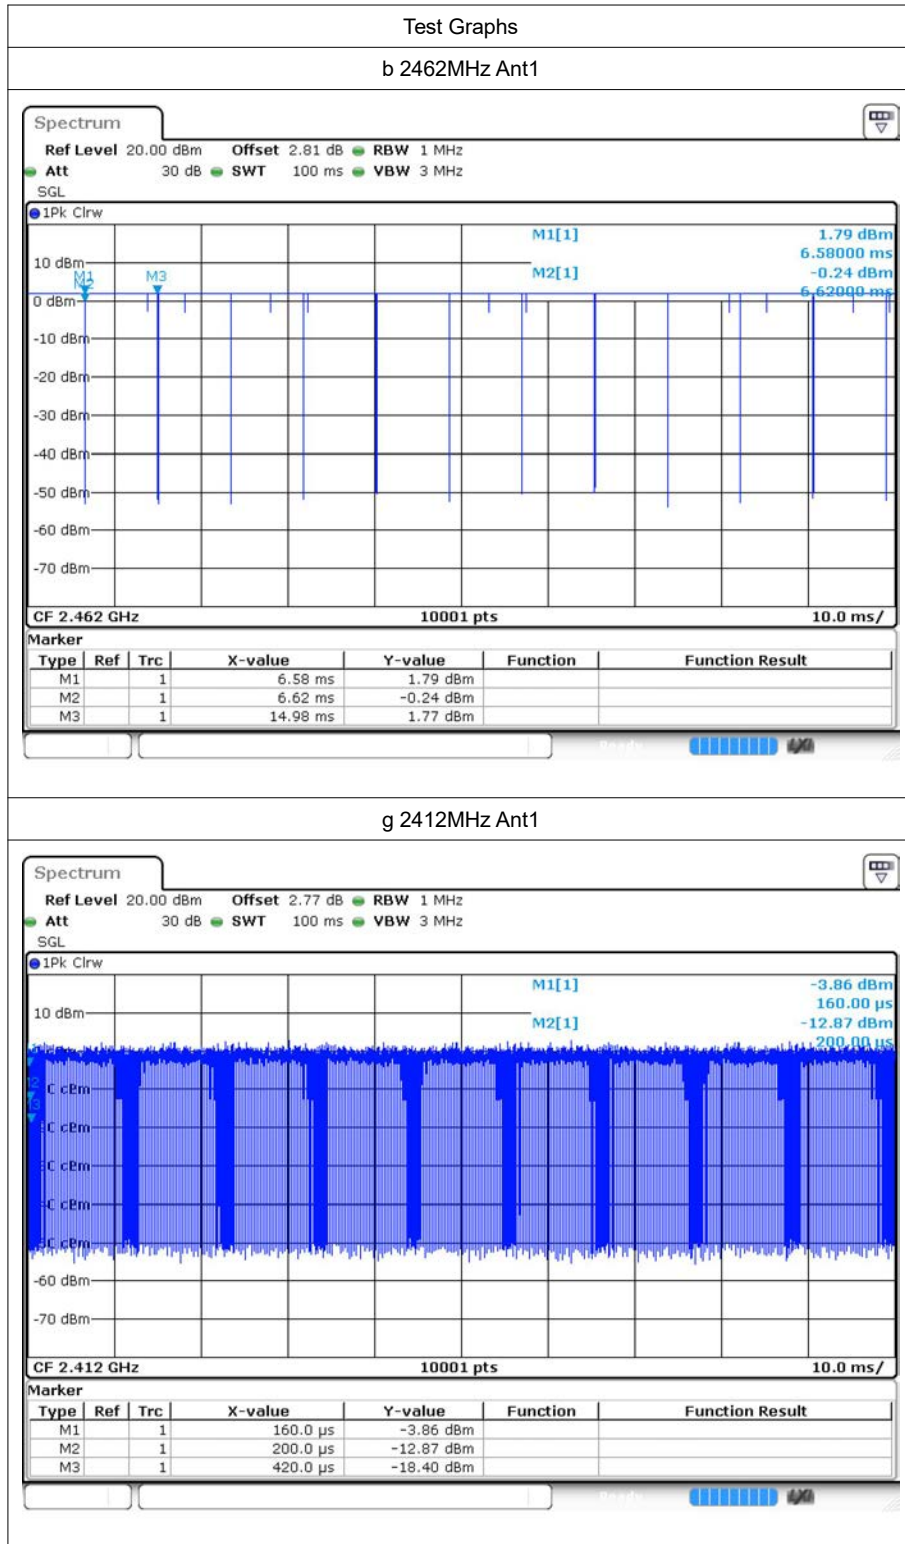 Test Graphs
b 2462MHz Ant1
Spectrum
Ref Level 20.00 dBm Offset 2.81 dB RBW 1 MHz
Att 30 dB SWT 100 ms VBW 3 MHz
SGL
1Pk Clrw
M1[1] 1.79 dBm
6.58000 ms
10 dBm
M2[1] -0.24 dBm
6.62000 ms
M1
M2
M3
0 dBm
-10 dBm
-20 dBm
-30 dBm
-40 dBm
-50 dBm
-60 dBm
-70 dBm
CF 2.462 GHz 10001 pts 10.0 ms/
Marker
Type Ref Trc X-value Y-value Function Function Result
M1 1 6.58 ms 1.79 dBm
M2 1 6.62 ms -0.24 dBm
M3 1 14.98 ms 1.77 dBm
Ready
g 2412MHz Ant1
Spectrum
Ref Level 20.00 dBm Offset 2.77 dB RBW 1 MHz
Att 30 dB SWT 100 ms VBW 3 MHz
SGL
1Pk Clrw
M1[1] -3.86 dBm
160.00 µs
10 dBm
M2[1] -12.87 dBm
200.00 µs
-60 dBm
-70 dBm
CF 2.412 GHz 10001 pts 10.0 ms/
Marker
Type Ref Trc X-value Y-value Function Function Result
M1 1 160.0 µs -3.86 dBm
M2 1 200.0 µs -12.87 dBm
M3 1 420.0 µs -18.40 dBm